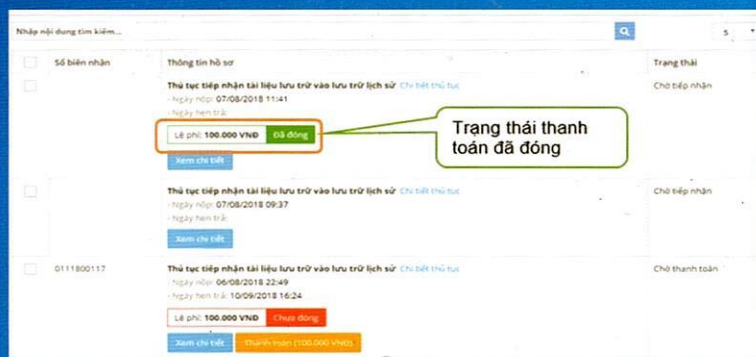 Nhập nội dung tìm kiếm...
5
Số biên nhận
Thông tin hồ sơ
Trạng thái
Thủ tục tiếp nhận tài liệu lưu trữ vào lưu trữ lịch sử Chi tiết thủ tục
Chờ tiếp nhận
- Ngày nộp: 07/08/2018 11:41
- Ngày hẹn trả:
Lệ phí: 100.000 VNĐ Đã đóng
Trạng thái thanh
toán đã đóng
Xem chi tiết
Thủ tục tiếp nhận tài liệu lưu trữ vào lưu trữ lịch sử Chi tiết thủ tục
Chờ tiếp nhận
- Ngày nộp: 07/08/2018 09:37
- Ngày hẹn trả:
Xem chi tiết
0111800117
Thủ tục tiếp nhận tài liệu lưu trữ vào lưu trữ lịch sử Chi tiết thủ tục
Chờ thanh toán
- Ngày nộp: 06/08/2018 22:49
- Ngày hẹn trả: 10/09/2018 16:24
Lệ phí: 100.000 VNĐ Chưa đóng
Xem chi tiết Thanh toán (100.000 VNĐ)